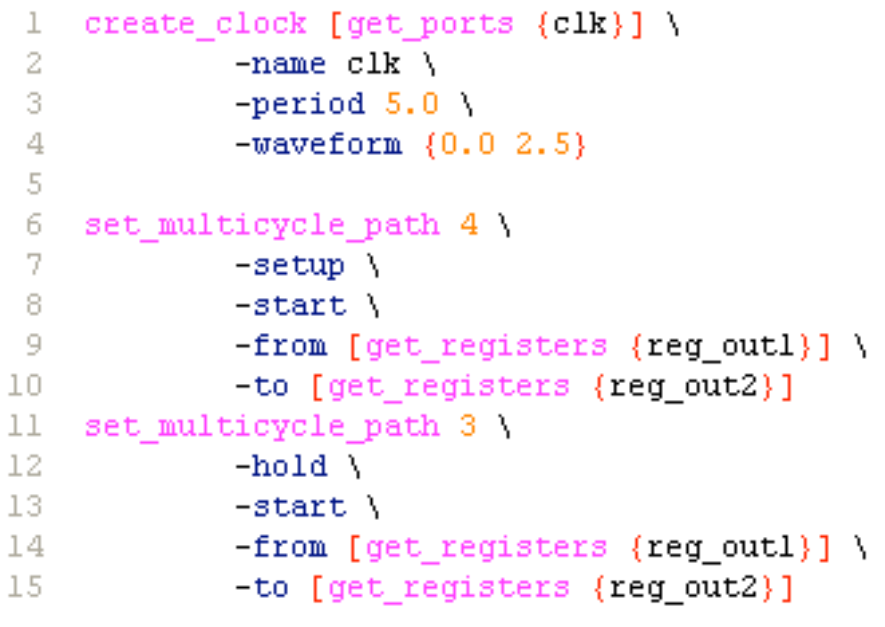 1 create_clock [get_ports {clk}] \
2 -name clk \
3 -period 5.0 \
4 -waveform {0.0 2.5}
5
6 set_multicycle_path 4 \
7 -setup \
8 -start \
9 -from [get_registers {reg_out1}] \
10 -to [get_registers {reg_out2}]
11 set_multicycle_path 3 \
12 -hold \
13 -start \
14 -from [get_registers {reg_out1}] \
15 -to [get_registers {reg_out2}]